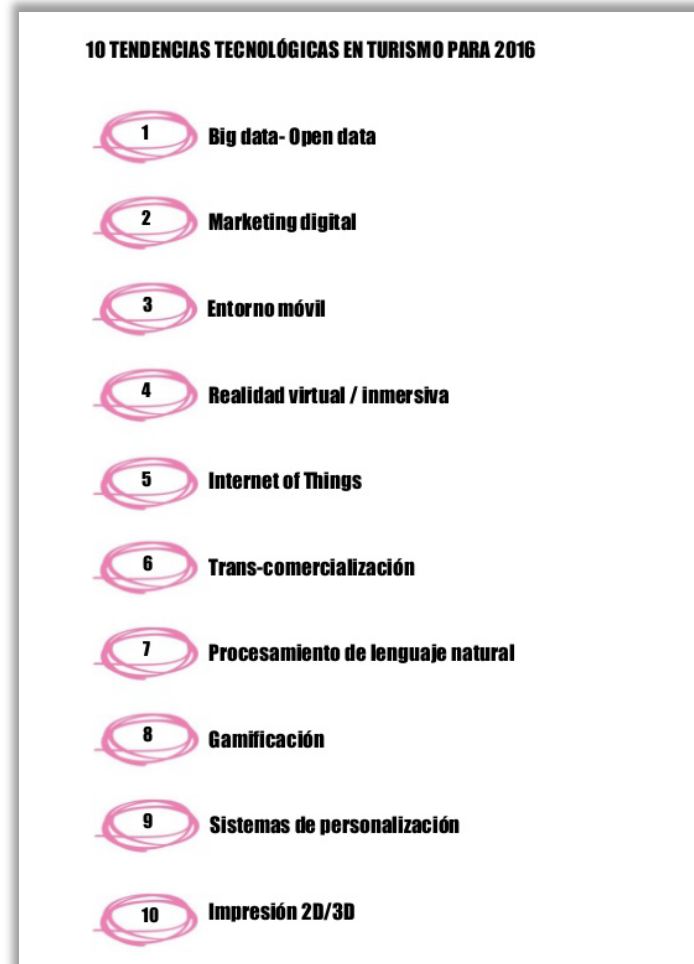 10 TENDENCIAS TECNOLÓGICAS EN TURISMO PARA 2016
1 Big data- Open data
2 Marketing digital
3 Entorno móvil
4 Realidad virtual / inmersiva
5 Internet of Things
6 Trans-comercialización
7 Procesamiento de lenguaje natural
8 Gamificación
9 Sistemas de personalización
10 Impresión 2D/3D